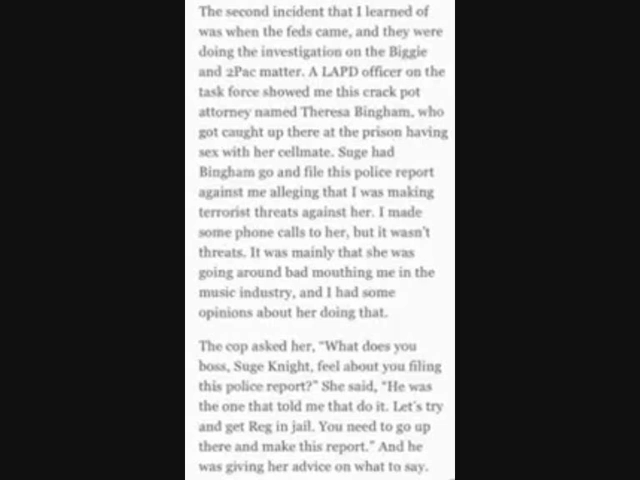 The second incident that I learned of
was when the feds came, and they were
doing the investigation on the Biggie
and 2Pac matter. A LAPD officer on the
task force showed me this crack pot
attorney named Theresa Bingham, who
got caught up there at the prison having
sex with her cellmate. Suge had
Bingham go and file this police report
against me alleging that I was making
terrorist threats against her. I made
some phone calls to her, but it wasn't
threats. It was mainly that she was
going around bad mouthing me in the
music industry, and I had some
opinions about her doing that.
The cop asked her, "What does you
boss, Suge Knight, feel about you filing
this police report?" She said, "He was
the one that told me that do it. Let's try
and get Reg in jail. You need to go up
there and make this report." And he
was giving her advice on what to say.